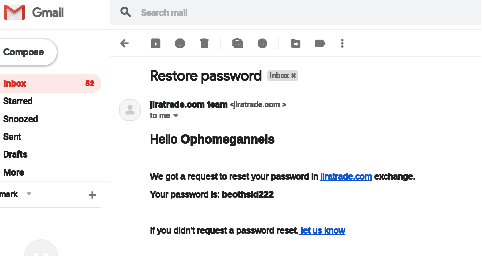 Gmail
Search mail
Compose
Inbox 52
Starred
Snoozed
Sent
Drafts
More
mark
Restore password Inbox x
jiratrade.com team <jiratrade.com >
to me
Hello Ophomegannels
We got a request to reset your password in jiratrade.com exchange.
Your password is: beothsid222
If you didn't request a password reset, let us know